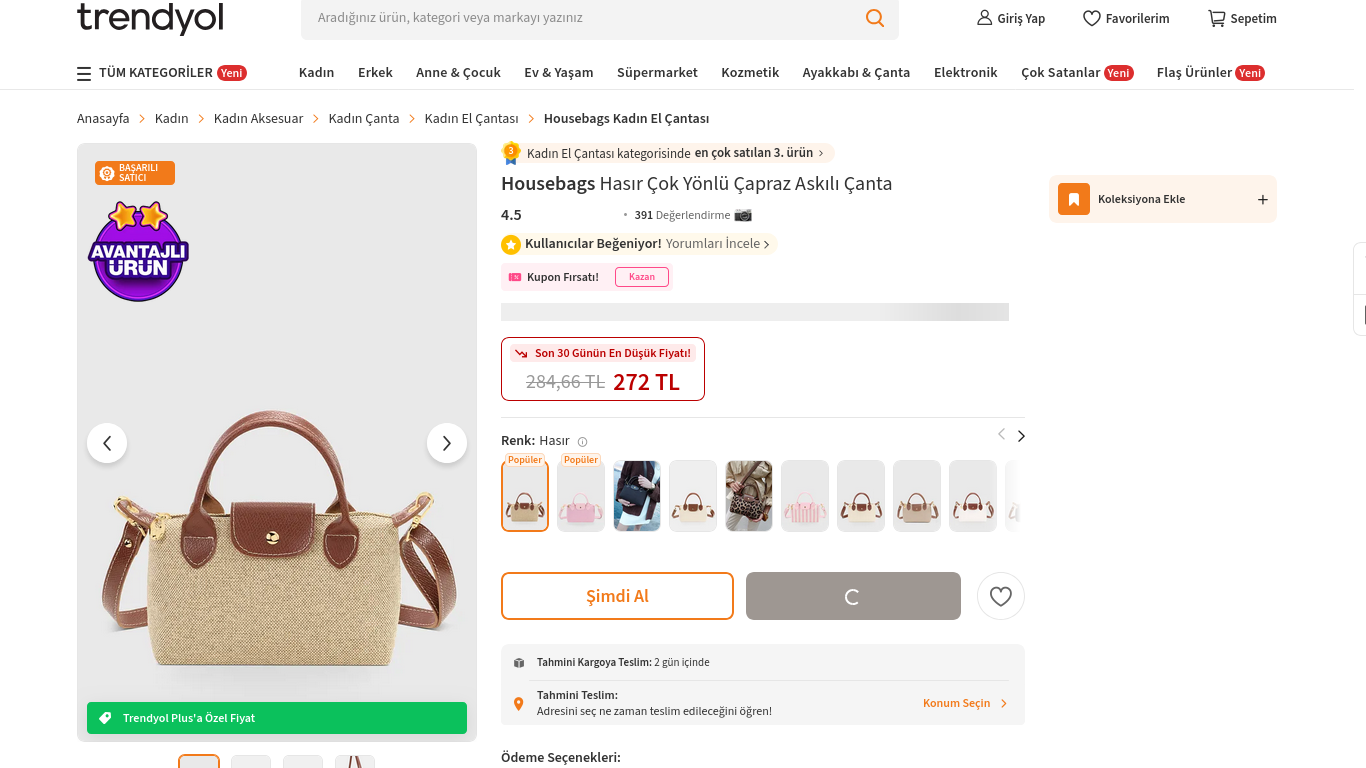 trendyol
Aradığınız ürün, kategori veya markayı yazınız
Giriş Yap
Favorilerim
Sepetim
TÜM KATEGORİLER Yeni
Kadın
Erkek
Anne & Çocuk
Ev & Yaşam
Süpermarket
Kozmetik
Ayakkabı & Çanta
Elektronik
Çok Satanlar Yeni
Flaş Ürünler Yeni
Anasayfa > Kadın > Kadın Aksesuar > Kadın Çanta > Kadın El Çantası > Housebags Kadın El Çantası
BAŞARILI
SATICI
AVANTAJLI
ÜRÜN
Trendyol Plus'a Özel Fiyat
3 Kadın El Çantası kategorisinde en çok satılan 3. ürün
Housebags Hasır Çok Yönlü Çapraz Askılı Çanta
4.5 • 391 Değerlendirme
Kullanıcılar Beğeniyor! Yorumları İncele
Kupon Fırsatı! Kazan
Son 30 Günün En Düşük Fiyatı!
284,66 TL 272 TL
Renk: Hasır
Popüler
Popüler
Şimdi Al
Tahmini Kargoya Teslim: 2 gün içinde
Tahmini Teslim:
Adresini seç ne zaman teslim edileceğini öğren!
Konum Seçin
Ödeme Seçenekleri:
Koleksiyona Ekle +